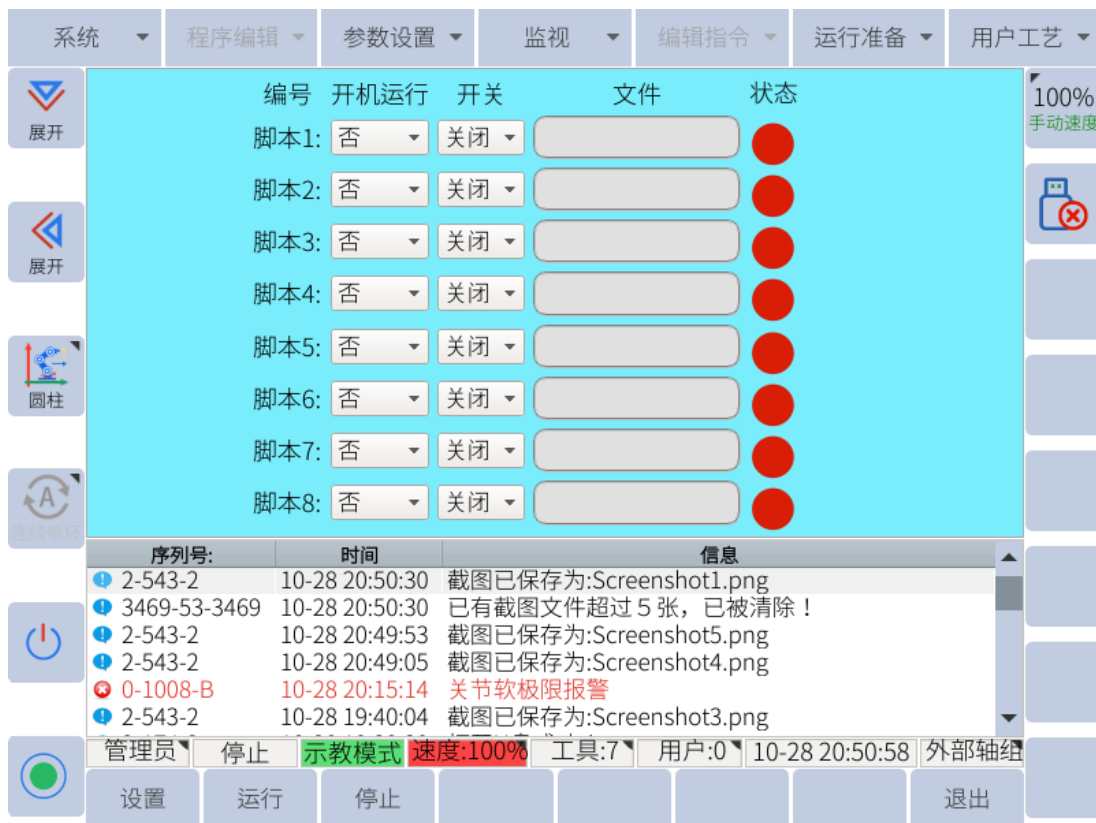 系统 程序编辑 参数设置 监视 编辑指令 运行准备 用户工艺
展开
展开
圆柱
A
连续循环
编号 开机运行 开关 文件 状态
脚本1: 否 关闭
脚本2: 否 关闭
脚本3: 否 关闭
脚本4: 否 关闭
脚本5: 否 关闭
脚本6: 否 关闭
脚本7: 否 关闭
脚本8: 否 关闭
100%
手动速度
序列号: 时间 信息
2-543-2 10-28 20:50:30 截图已保存为:Screenshot1.png
3469-53-3469 10-28 20:50:30 已有截图文件超过5张，已被清除！
2-543-2 10-28 20:49:53 截图已保存为:Screenshot5.png
2-543-2 10-28 20:49:05 截图已保存为:Screenshot4.png
0-1008-B 10-28 20:15:14 关节软极限报警
2-543-2 10-28 19:40:04 截图已保存为:Screenshot3.png
管理员 停止 示教模式 速度:100% 工具:7 用户:0 10-28 20:50:58 外部轴组
设置 运行 停止 退出